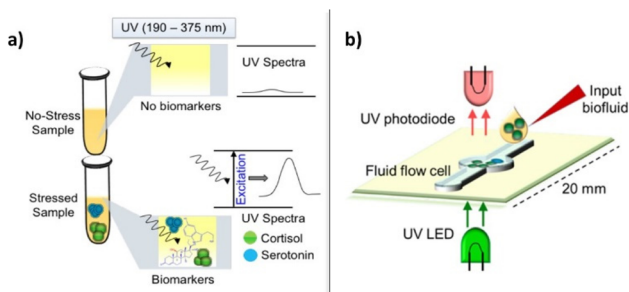 a)
UV (190 – 375 nm)
No-Stress
Sample
No biomarkers
UV Spectra
Stressed
Sample
Excitation
UV Spectra
Cortisol
Serotonin
Biomarkers
b)
UV photodiode
Input
biofluid
Fluid flow cell
20 mm
UV LED